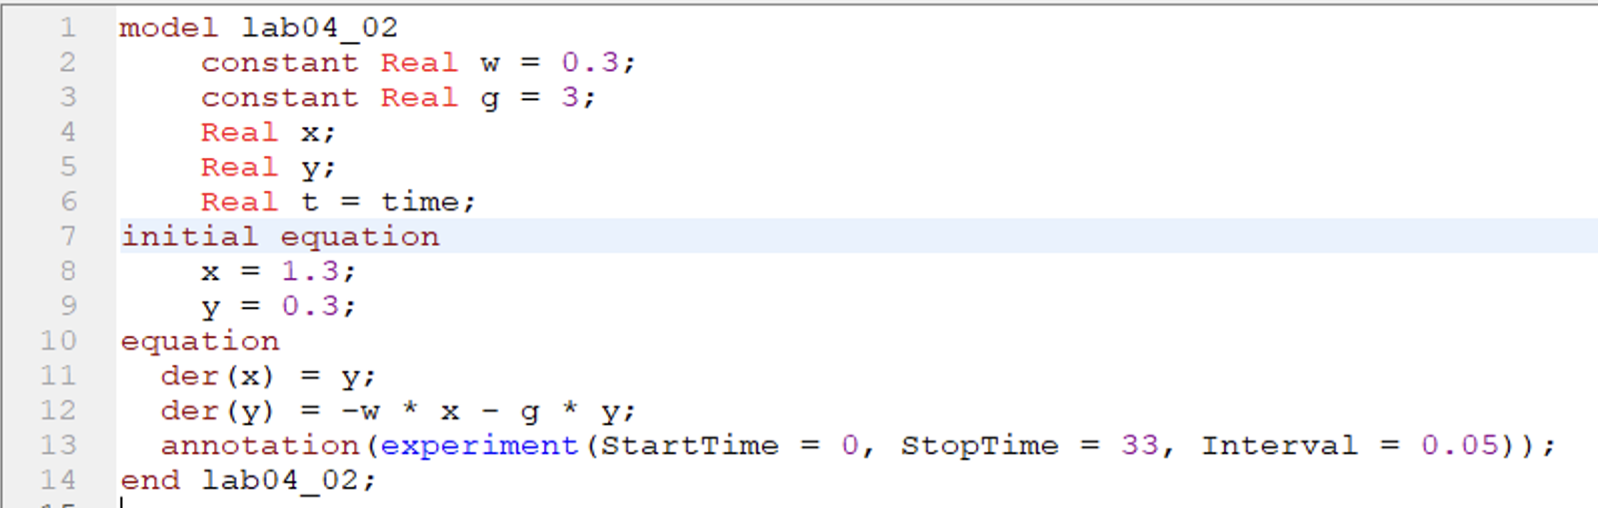 1 model lab04_02
2     constant Real w = 0.3;
3     constant Real g = 3;
4     Real x;
5     Real y;
6     Real t = time;
7 initial equation
8     x = 1.3;
9     y = 0.3;
10 equation
11   der(x) = y;
12   der(y) = -w * x - g * y;
13   annotation(experiment(StartTime = 0, StopTime = 33, Interval = 0.05));
14 end lab04_02;
15